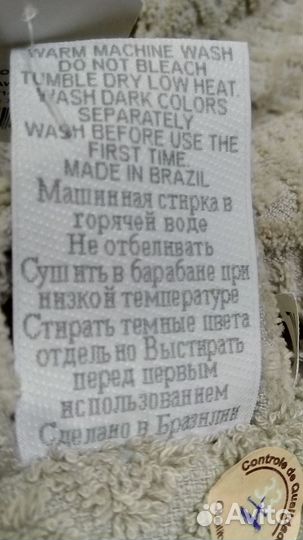 WARM MACHINE WASH
DO NOT BLEACH
TUMBLE DRY LOW HEAT.
WASH DARK COLORS
SEPARATELY
WASH BEFORE USE THE
FIRST TIME.
MADE IN BRAZIL
Машинная стирка в
горячей воде
Не отбеливать
Сушить в барабане при
низкой температуре
Стирать темные цвета
отдельно Выстирать
перед первым
использованием
Сделано в Бразилии
Controle de
Avito